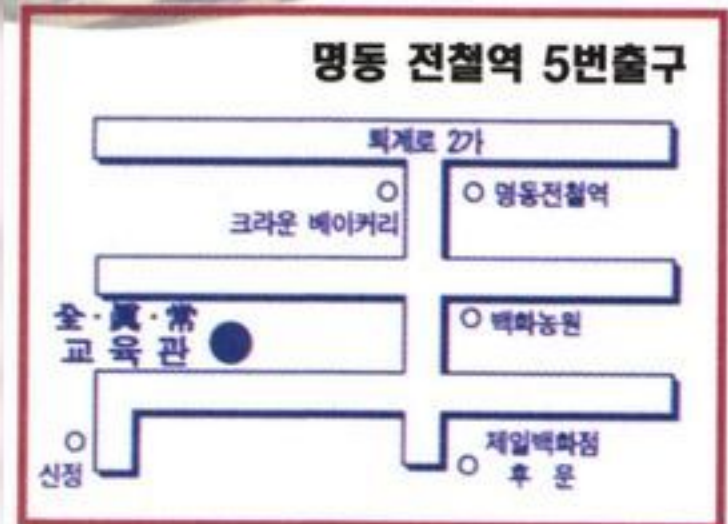 명동 전철역 5번출구
퇴계로 2가
크라운 베이커리
명동전철역
全·眞·常
교육관
백화농원
신정
제일백화점
후 문